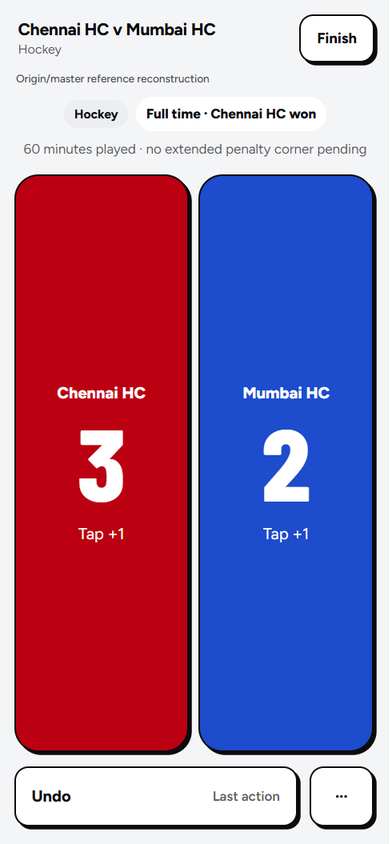 Chennai HC v Mumbai HC
Hockey
Finish
Origin/master reference reconstruction
Hockey
Full time · Chennai HC won
60 minutes played · no extended penalty corner pending
Chennai HC
3
Tap +1
Mumbai HC
2
Tap +1
Undo
Last action
...